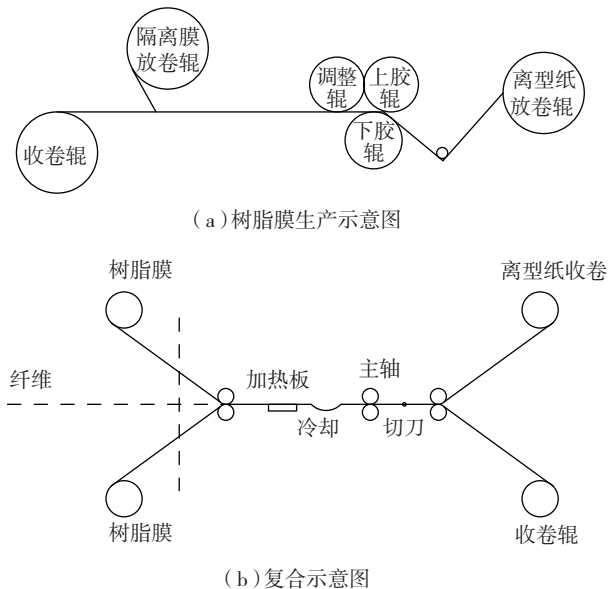 隔离膜
放卷辊
调整
辊
上胶
辊
离型纸
放卷辊
收卷辊
下胶
辊
(a)树脂膜生产示意图
树脂膜
离型纸收卷
纤维
加热板
主轴
冷却
切刀
树脂膜
收卷辊
(b)复合示意图